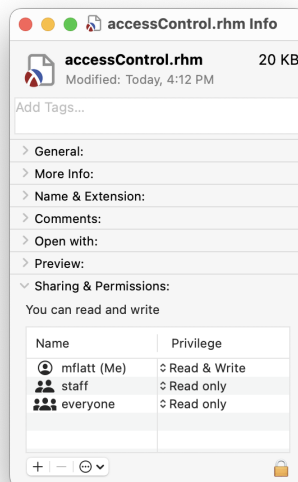 accessControl.rhm Info
accessControl.rhm 20 KB
Modified: Today, 4:12 PM
Add Tags...
General:
More Info:
Name & Extension:
Comments:
Open with:
Preview:
Sharing & Permissions:
You can read and write
Name Privilege
mflatt (Me) Read & Write
staff Read only
everyone Read only